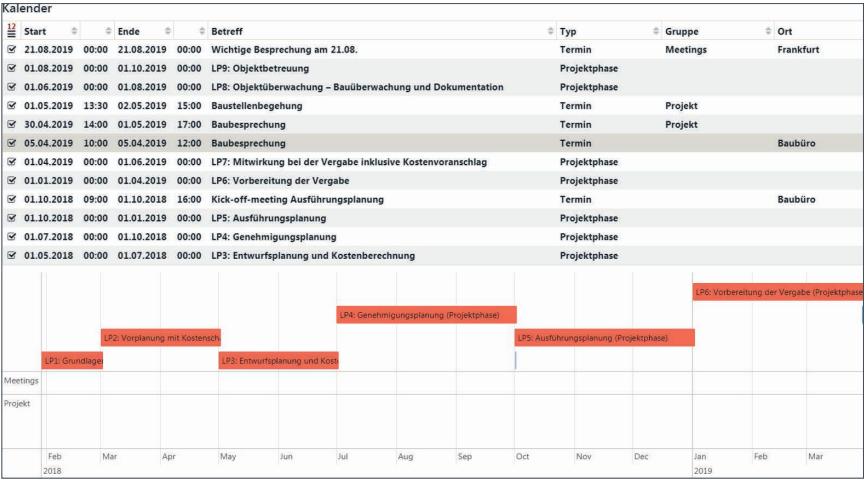 Kalender
12 Start Ende Betreff Typ Gruppe Ort
21.08.2019 00:00 21.08.2019 00:00 Wichtige Besprechung am 21.08. Termin Meetings Frankfurt
01.08.2019 00:00 01.10.2019 00:00 LP9: Objektbetreuung Projektphase
01.06.2019 00:00 01.08.2019 00:00 LP8: Objektüberwachung – Bauüberwachung und Dokumentation Projektphase
01.05.2019 13:30 02.05.2019 15:00 Baustellenbegehung Termin Projekt
30.04.2019 14:00 01.05.2019 17:00 Baubesprechung Termin Projekt
05.04.2019 10:00 05.04.2019 12:00 Baubesprechung Termin Baubüro
01.04.2019 00:00 01.06.2019 00:00 LP7: Mitwirkung bei der Vergabe inklusive Kostenvoranschlag Projektphase
01.01.2019 00:00 01.04.2019 00:00 LP6: Vorbereitung der Vergabe Projektphase
01.10.2018 09:00 01.10.2018 16:00 Kick-off-meeting Ausführungsplanung Termin Baubüro
01.10.2018 00:00 01.01.2019 00:00 LP5: Ausführungsplanung Projektphase
01.07.2018 00:00 01.10.2018 00:00 LP4: Genehmigungsplanung Projektphase
01.05.2018 00:00 01.07.2018 00:00 LP3: Entwurfsplanung und Kostenberechnung Projektphase
LP6: Vorbereitung der Vergabe (Projektphase
LP4: Genehmigungsplanung (Projektphase)
LP2: Vorplanung mit Kostensch LP5: Ausführungsplanung (Projektphase)
LP1: Grundlagen LP3: Entwurfsplanung und Kost
Meetings
Projekt
Feb Mar Apr May Jun Jul Aug Sep Oct Nov Dec Jan Feb Mar
2018 2019